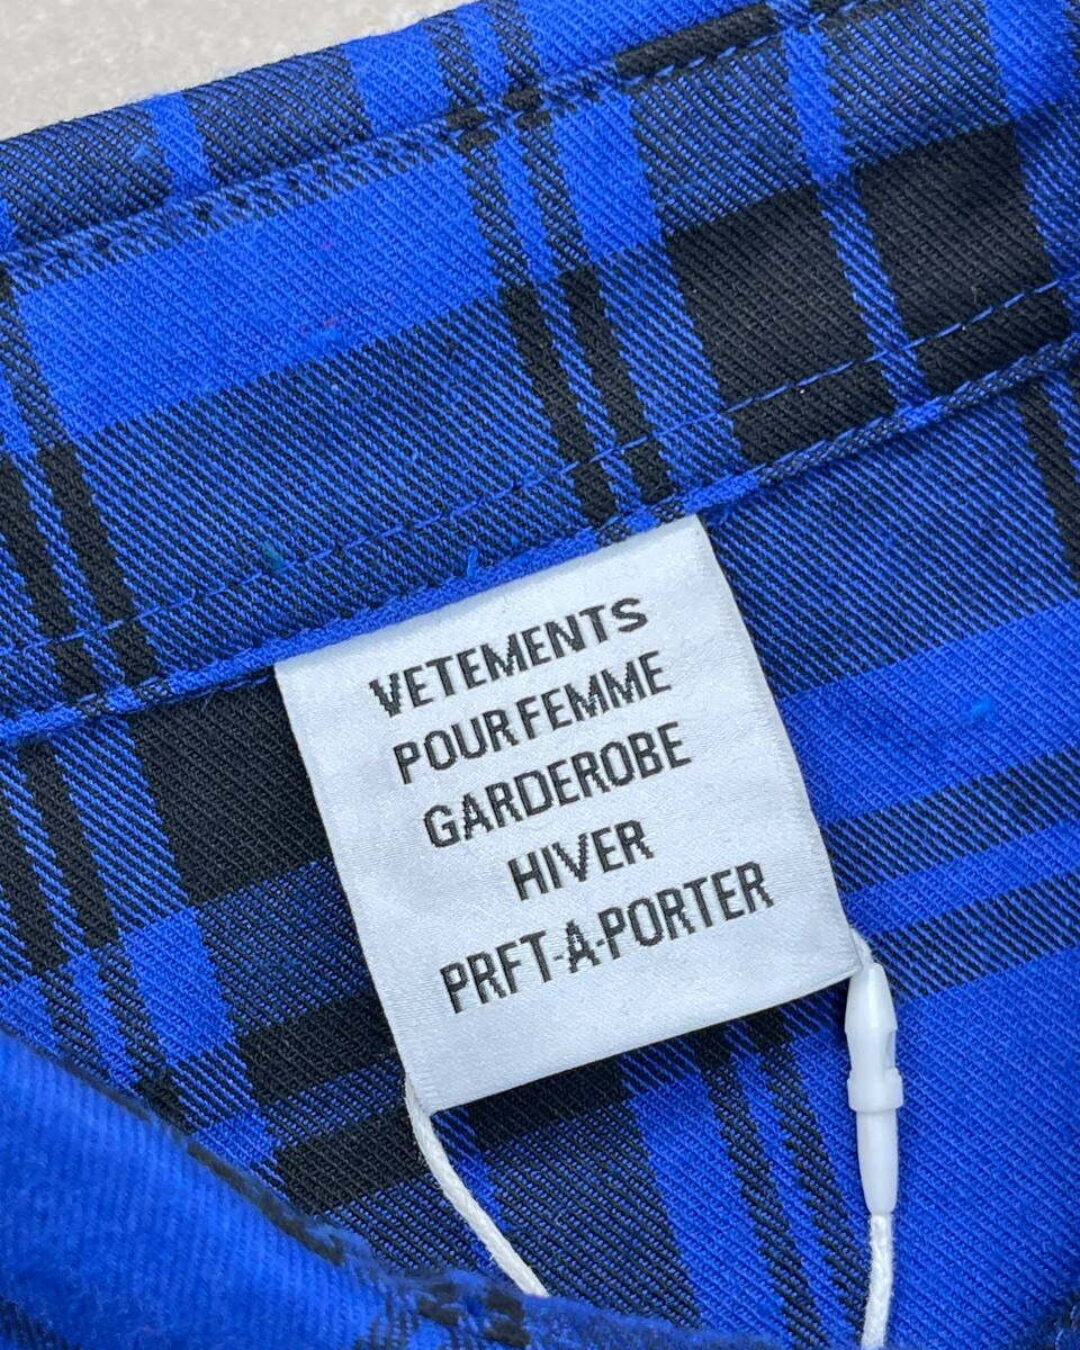 VETEMENTS
POUR FEMME
GARDEROBE
HIVER
PRFT-A-PORTER